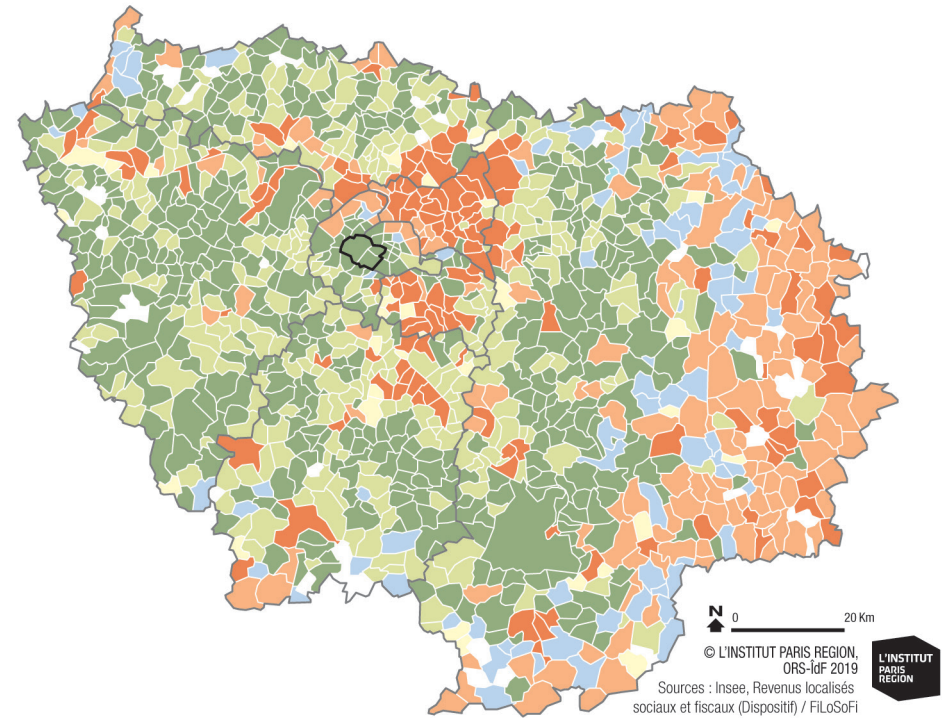 N
0 20 Km
© L'INSTITUT PARIS REGION,
ORS-ÎdF 2019
Sources : Insee, Revenus localisés
sociaux et fiscaux (Dispositif) / FiLoSoFi
L'INSTITUT
PARIS
REGION